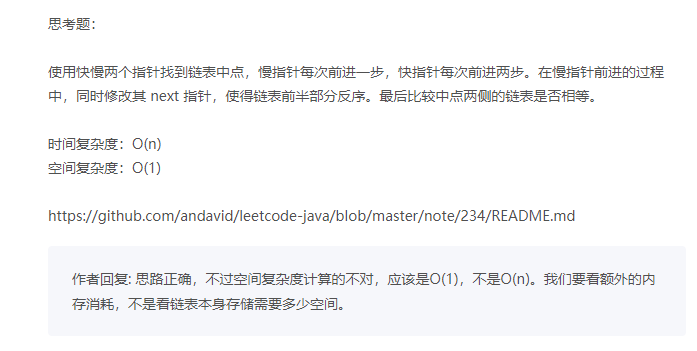 思考题：
使用快慢两个指针找到链表中点，慢指针每次前进一步，快指针每次前进两步。在慢指针前进的过程
中，同时修改其 next 指针，使得链表前半部分反序。最后比较中点两侧的链表是否相等。
时间复杂度：O(n)
空间复杂度：O(1)
https://github.com/andavid/leetcode-java/blob/master/note/234/README.md
作者回复: 思路正确，不过空间复杂度计算的不对，应该是O(1)，不是O(n)。我们要看额外的内
存消耗，不是看链表本身存储需要多少空间。